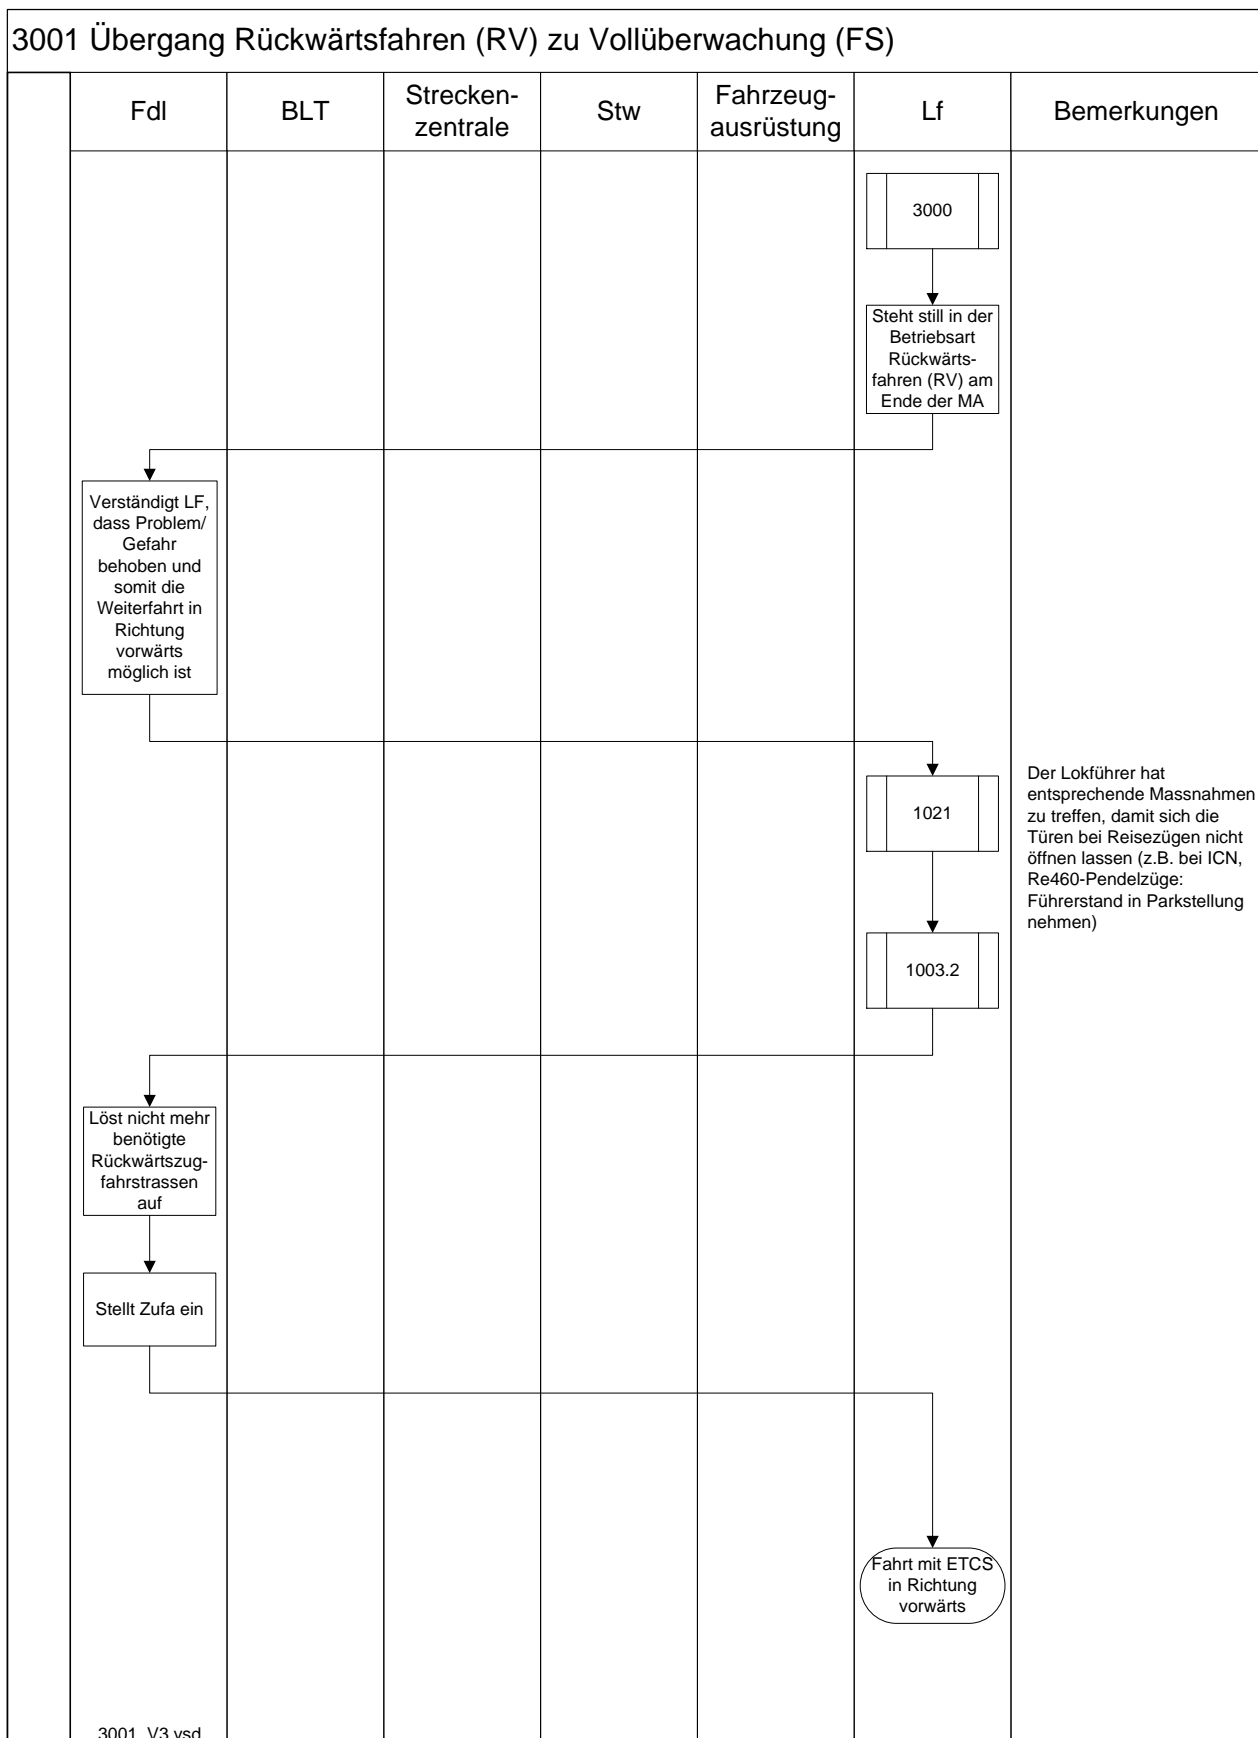 3001 Übergang Rückwärtsfahren (RV) zu Vollüberwachung (FS)
Fdl
BLT
Strecken-
zentrale
Stw
Fahrzeug-
ausrüstung
Lf
Bemerkungen
3000
Steht still in der
Betriebsart
Rückwärts-
fahren (RV) am
Ende der MA
Verständigt LF,
dass Problem/
Gefahr
behoben und
somit die
Weiterfahrt in
Richtung
vorwärts
möglich ist
1021
Der Lokführer hat
entsprechende Massnahmen
zu treffen, damit sich die
Türen bei Reisezügen nicht
öffnen lassen (z.B. bei ICN,
Re460-Pendelzüge:
Führerstand in Parkstellung
nehmen)
1003.2
Löst nicht mehr
benötigte
Rückwärtszug-
fahrstrassen
auf
Stellt Zufa ein
Fahrt mit ETCS
in Richtung
vorwärts
3001_V3.vsd